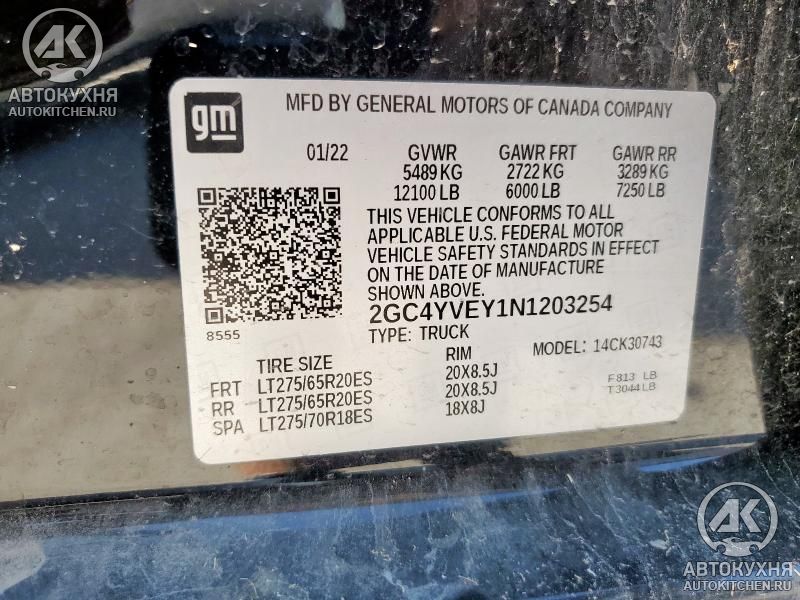 АК
АВТОКУХНЯ
AUTOKITCHEN.RU
gm
MFD BY GENERAL MOTORS OF CANADA COMPANY
01/22 GVWR GAWR FRT GAWR RR
5489 KG 2722 KG 3289 KG
12100 LB 6000 LB 7250 LB
THIS VEHICLE CONFORMS TO ALL
APPLICABLE U.S. FEDERAL MOTOR
VEHICLE SAFETY STANDARDS IN EFFECT
ON THE DATE OF MANUFACTURE
SHOWN ABOVE.
2GC4YVEY1N1203254
8555
TYPE: TRUCK MODEL: 14CK30743
TIRE SIZE RIM
FRT LT275/65R20ES 20X8.5J
RR LT275/65R20ES 20X8.5J
SPA LT275/70R18ES 18X8J
F813 LB
T3044 LB
АК
АВТОКУХНЯ
AUTOKITCHEN.RU